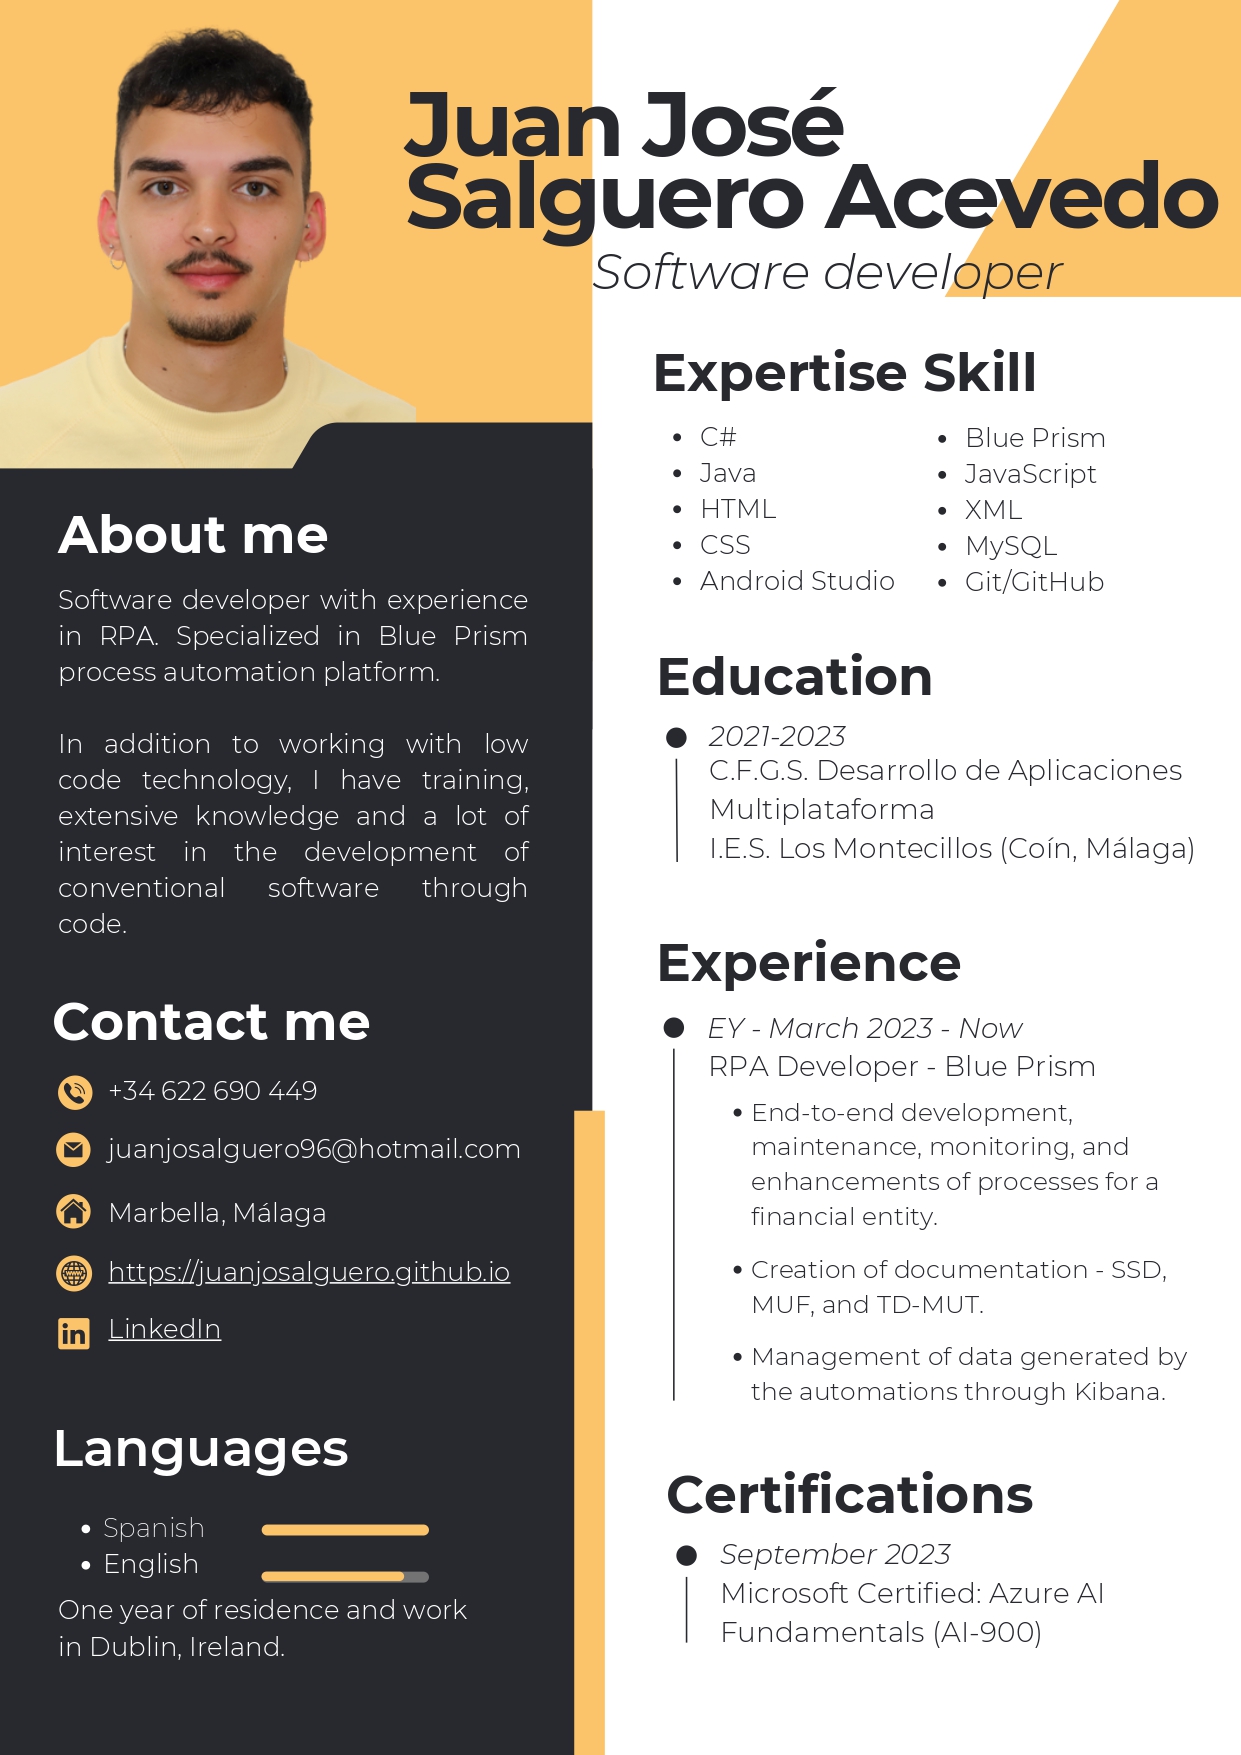 Juan José
Salguero Acevedo
Software developer
About me
Software developer with experience
in RPA. Specialized in Blue Prism
process automation platform.
In addition to working with low
code technology, I have training,
extensive knowledge and a lot of
interest in the development of
conventional software through
code.
Contact me
+34 622 690 449
juanjosalguero96@hotmail.com
Marbella, Málaga
https://juanjosalguero.github.io
LinkedIn
Languages
• Spanish
• English
One year of residence and work
in Dublin, Ireland.
Expertise Skill
• C#
• Java
• HTML
• CSS
• Android Studio
• Blue Prism
• JavaScript
• XML
• MySQL
• Git/GitHub
Education
2021-2023
C.F.G.S. Desarrollo de Aplicaciones
Multiplataforma
I.E.S. Los Montecillos (Coín, Málaga)
Experience
EY - March 2023 - Now
RPA Developer - Blue Prism
• End-to-end development,
maintenance, monitoring, and
enhancements of processes for a
financial entity.
• Creation of documentation - SSD,
MUF, and TD-MUT.
• Management of data generated by
the automations through Kibana.
Certifications
September 2023
Microsoft Certified: Azure AI
Fundamentals (AI-900)